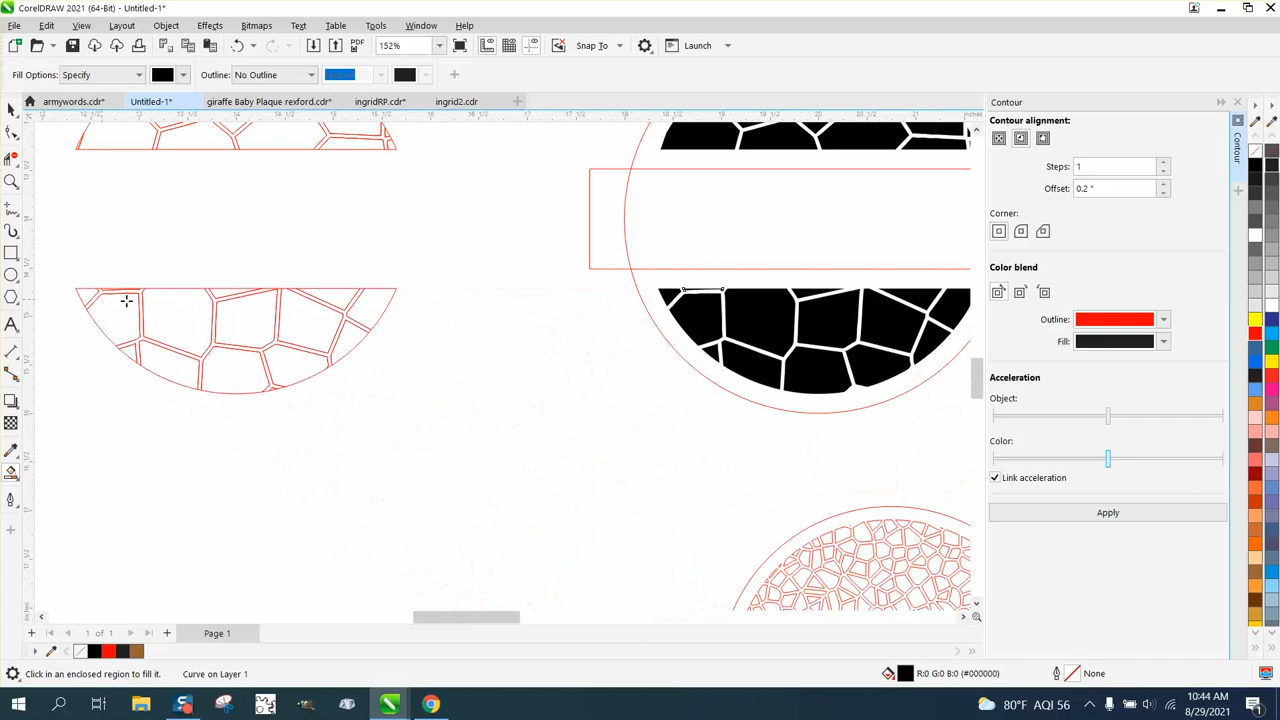 CorelDRAW 2021 (64-Bit) - Untitled-1*
File Edit View Layout Object Effects Bitmaps Text Table Tools Window Help
PDF 152% Snap To Launch
Fill Options: Specify Outline: No Outline
armywords.cdr* Untitled-1* giraffe Baby Plaque rexford.cdr* ingridRP.cdr* ingrid2.cdr
Contour
Contour alignment:
Steps: 1
Offset: 0.2 "
Corner:
Color blend
Outline:
Fill:
Acceleration
Object:
Color:
Link acceleration
Apply
Contour
1 of 1 Page 1
Click in an enclosed region to fill it. Curve on Layer 1 R:0 G:0 B:0 (#000000) None
80°F AQI 56 10:44 AM
8/29/2021